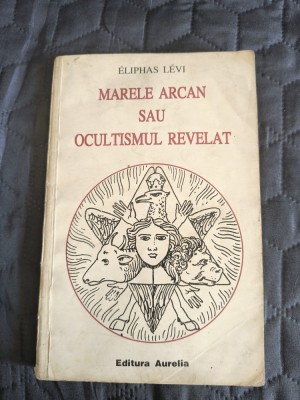 ÉLIPHAS LÉVI
MARELE ARCAN
SAU
OCULTISMUL REVELAT
Editura Aurelia